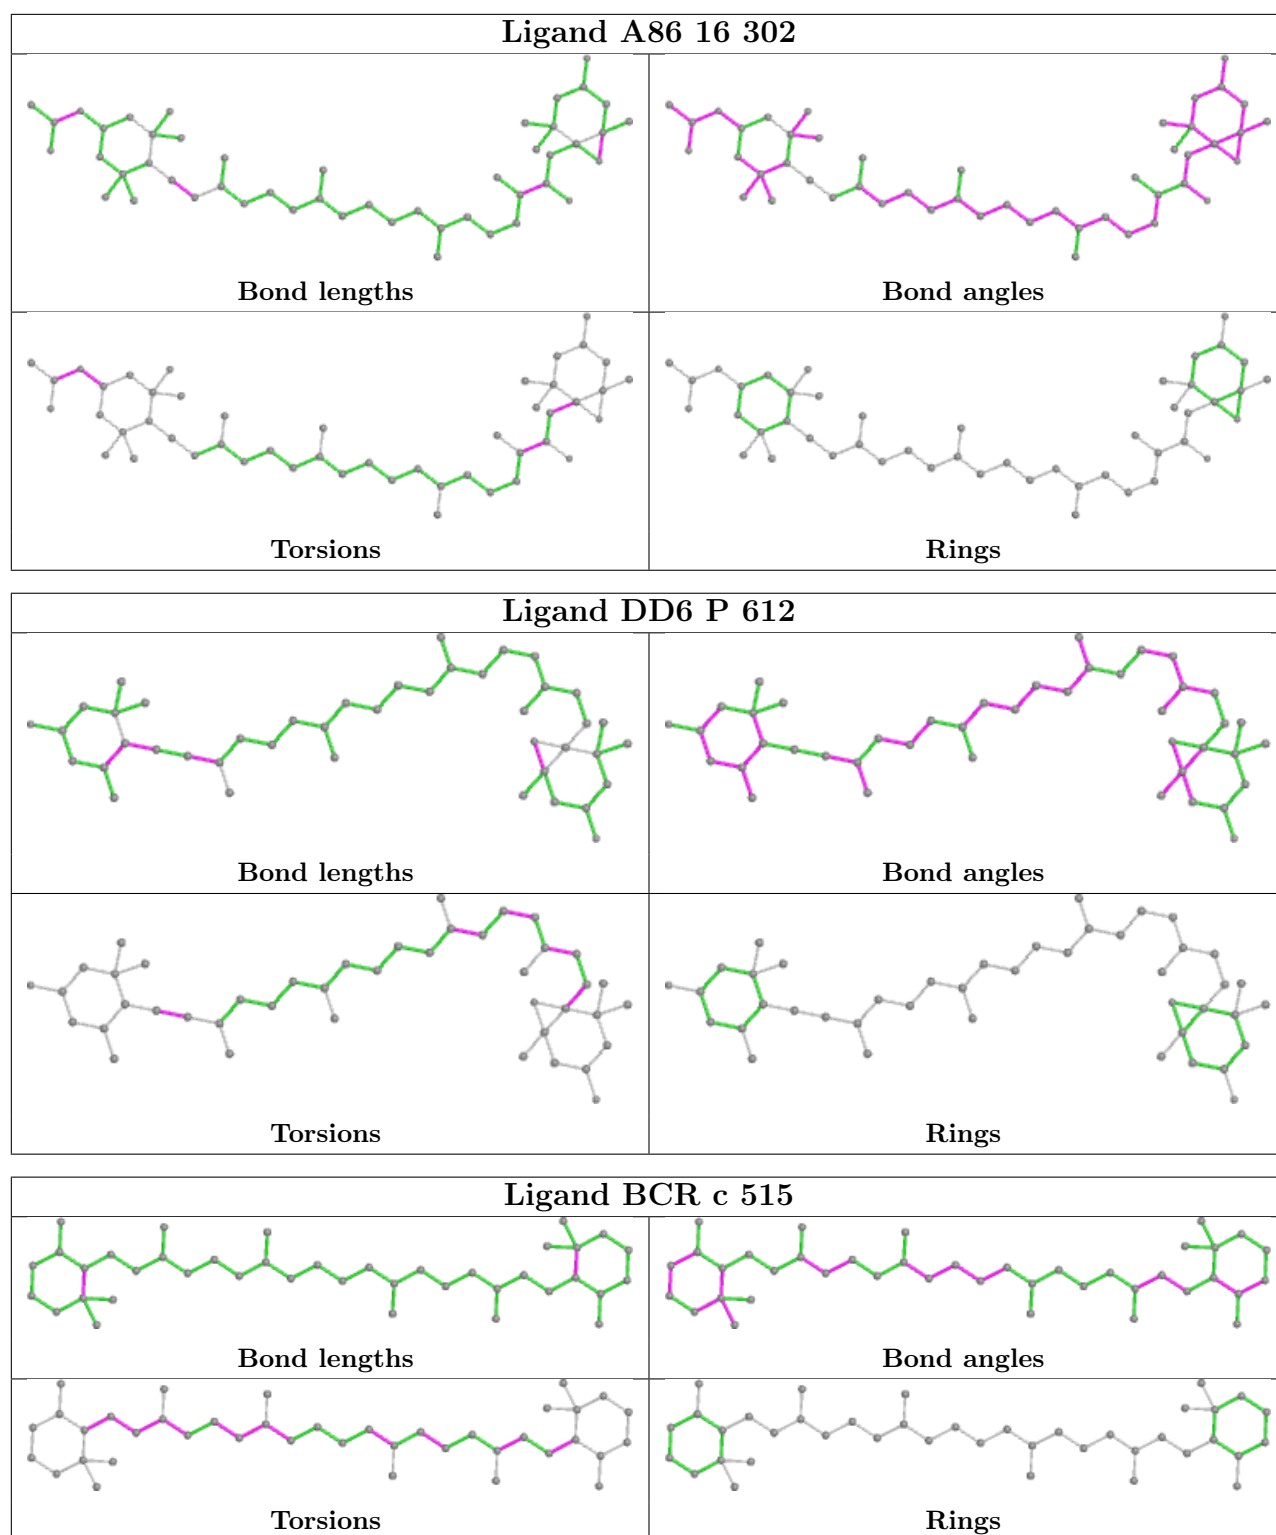 Ligand A86 16 302
Bond lengths
Bond angles
Torsions
Rings
Ligand DD6 P 612
Bond lengths
Bond angles
Torsions
Rings
Ligand BCR c 515
Bond lengths
Bond angles
Torsions
Rings